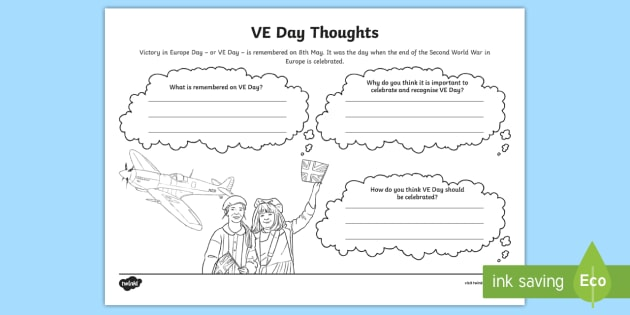 VE Day Thoughts
Victory in Europe Day – or VE Day – is remembered on 8th May. It was the day when the end of the Second World War in
Europe is celebrated.
What is remembered on VE Day?
Why do you think it is important to
celebrate and recognise VE Day?
How do you think VE Day should
be celebrated?
twinkl
visit
ink saving
Eco